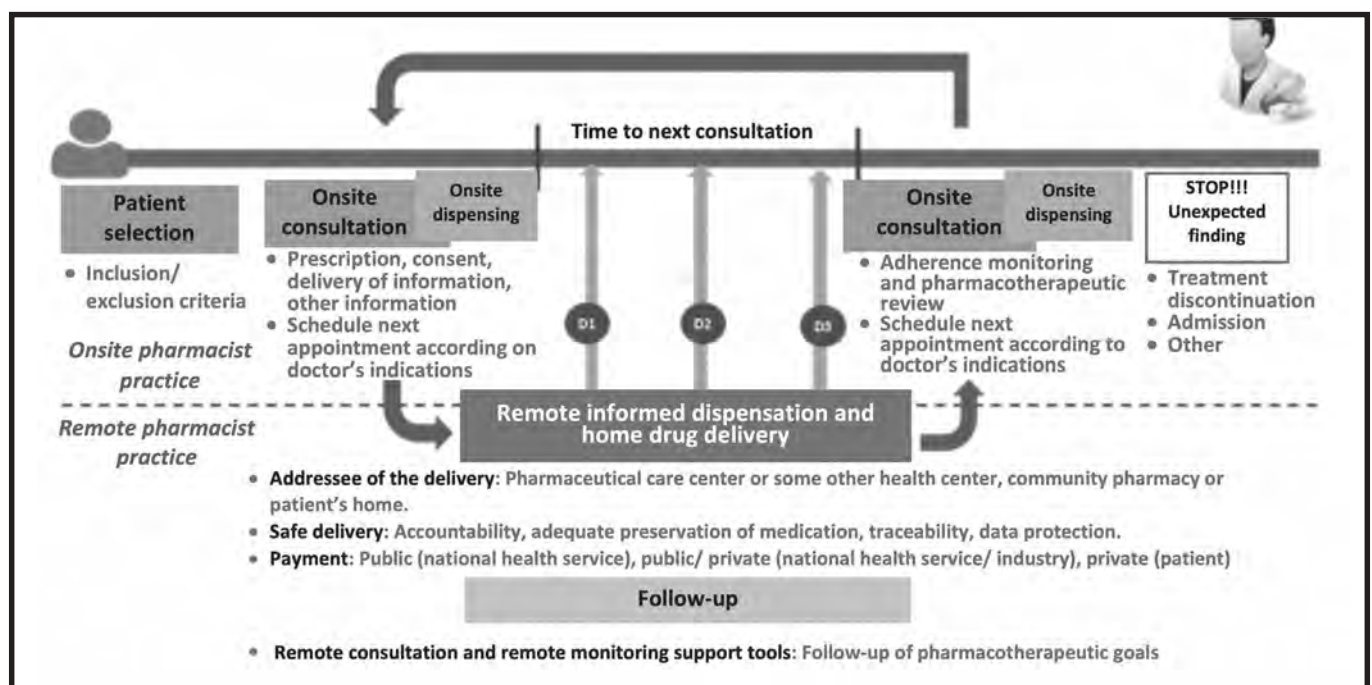 Time to next consultation
Patient
selection
• Inclusion/
exclusion criteria
Onsite
consultation
Onsite
dispensing
• Prescription, consent,
delivery of information,
other information
• Schedule next
appointment according on
doctor's indications
D1
D2
D3
Onsite
consultation
Onsite
dispensing
• Adherence monitoring
and pharmacotherapeutic
review
• Schedule next
appointment according to
doctor's indications
STOP!!!
Unexpected
finding
• Treatment
discontinuation
• Admission
• Other
Onsite pharmacist
practice
Remote pharmacist
practice
Remote informed dispensation and
home drug delivery
• Addressee of the delivery: Pharmaceutical care center or some other health center, community pharmacy or
patient's home.
• Safe delivery: Accountability, adequate preservation of medication, traceability, data protection.
• Payment: Public (national health service), public/ private (national health service/ industry), private (patient)
Follow-up
• Remote consultation and remote monitoring support tools: Follow-up of pharmacotherapeutic goals